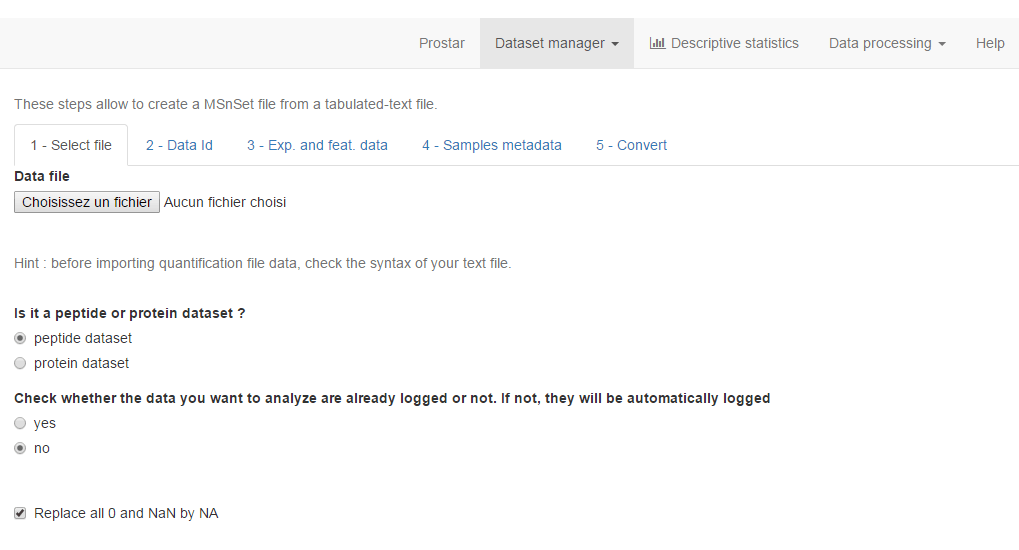 Prostar Dataset manager Descriptive statistics Data processing Help
These steps allow to create a MSnSet file from a tabulated-text file.
1 - Select file 2 - Data Id 3 - Exp. and feat. data 4 - Samples metadata 5 - Convert
Data file
Choisissez un fichier Aucun fichier choisi
Hint : before importing quantification file data, check the syntax of your text file.
Is it a peptide or protein dataset ?
peptide dataset
protein dataset
Check whether the data you want to analyze are already logged or not. If not, they will be automatically logged
yes
no
Replace all 0 and NaN by NA